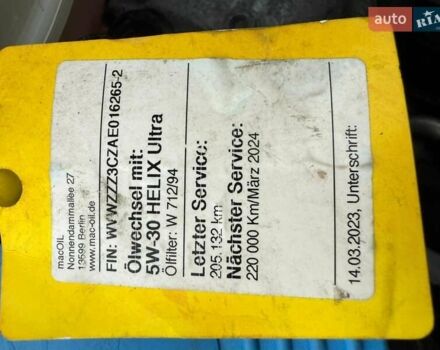 macOIL
Nonnendammallee 27
13599 Berlin
www.mac-oil.de
FIN: WVWZZZ3CZAE016265-2
Ölwechsel mit:
5W-30 HELIX Ultra
Ölfilter: W 712/94
Letzter Service:
205.132 km
Nächster Service:
220 000 Km/März 2024
14.03.2023, Unterschrift:
auto
RIA